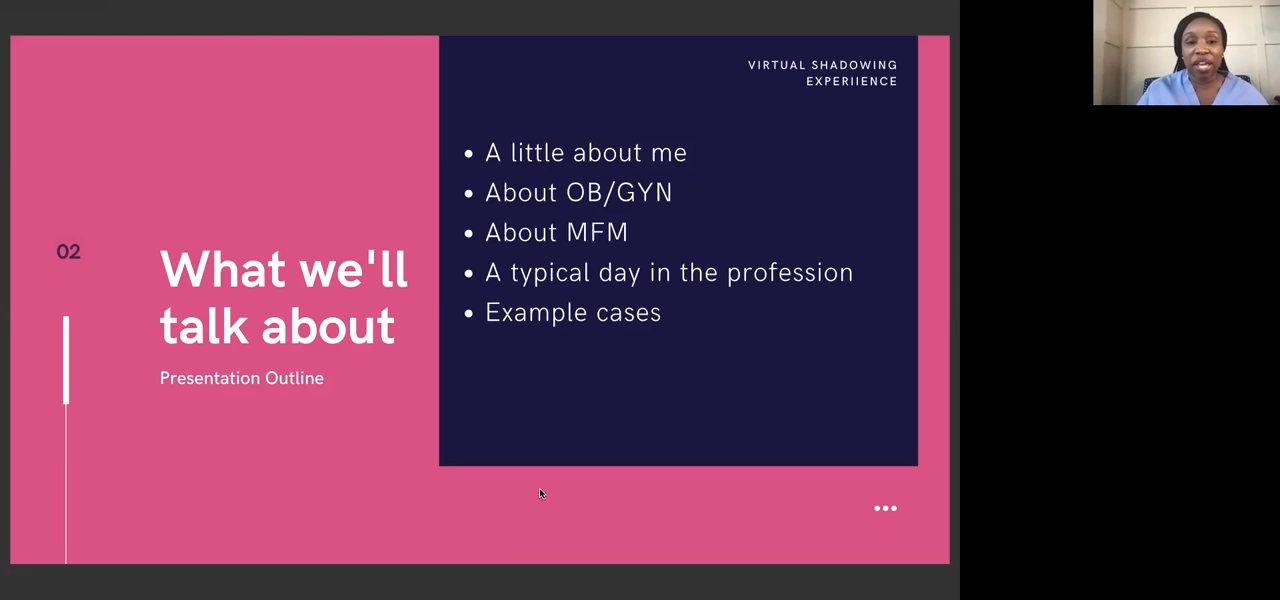 VIRTUAL SHADOWING
EXPERIIENCE
02
What we'll
talk about
Presentation Outline
• A little about me
• About OB/GYN
• About MFM
• A typical day in the profession
• Example cases